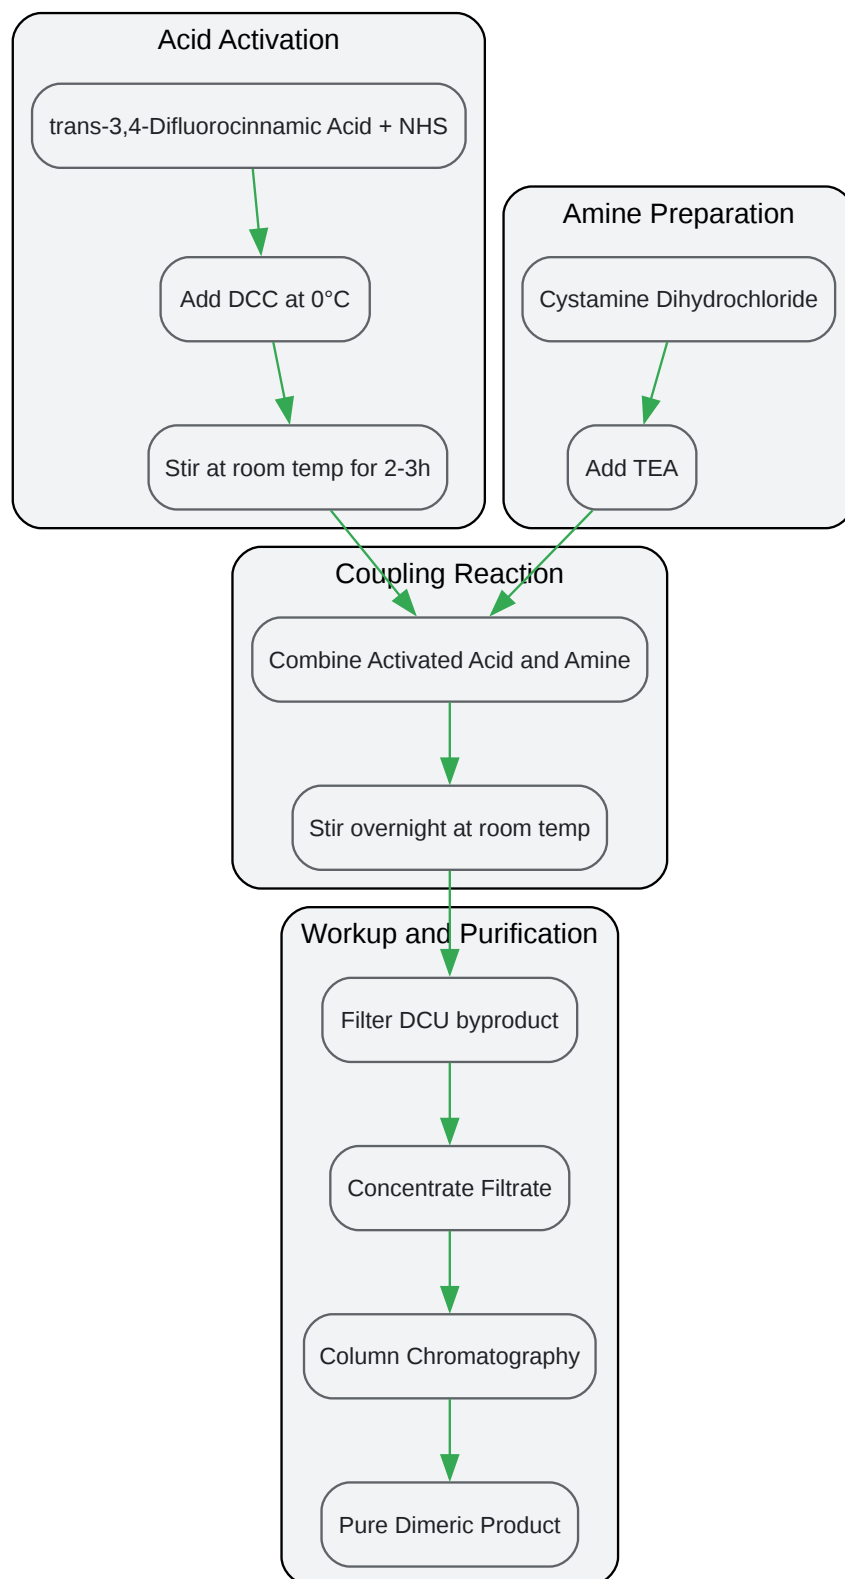 Acid Activation
trans-3,4-Difluorocinnamic Acid + NHS
Add DCC at 0°C
Stir at room temp for 2-3h
Amine Preparation
Cystamine Dihydrochloride
Add TEA
Coupling Reaction
Combine Activated Acid and Amine
Stir overnight at room temp
Workup and Purification
Filter DCU byproduct
Concentrate Filtrate
Column Chromatography
Pure Dimeric Product